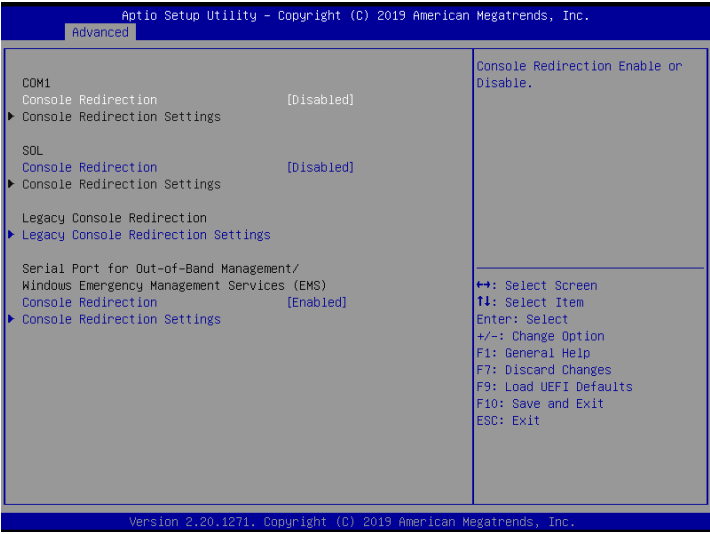 Aptio Setup Utility – Copyright (C) 2019 American Megatrends, Inc.
Advanced
COM1
Console Redirection [Disabled]
Console Redirection Settings
SOL
Console Redirection [Disabled]
Console Redirection Settings
Legacy Console Redirection
Legacy Console Redirection Settings
Serial Port for Out-of-Band Management/
Windows Emergency Management Services (EMS)
Console Redirection [Enabled]
Console Redirection Settings
Console Redirection Enable or
Disable.
↔: Select Screen
↑↓: Select Item
Enter: Select
+/-: Change Option
F1: General Help
F7: Discard Changes
F9: Load UEFI Defaults
F10: Save and Exit
ESC: Exit
Version 2.20.1271. Copyright (C) 2019 American Megatrends, Inc.